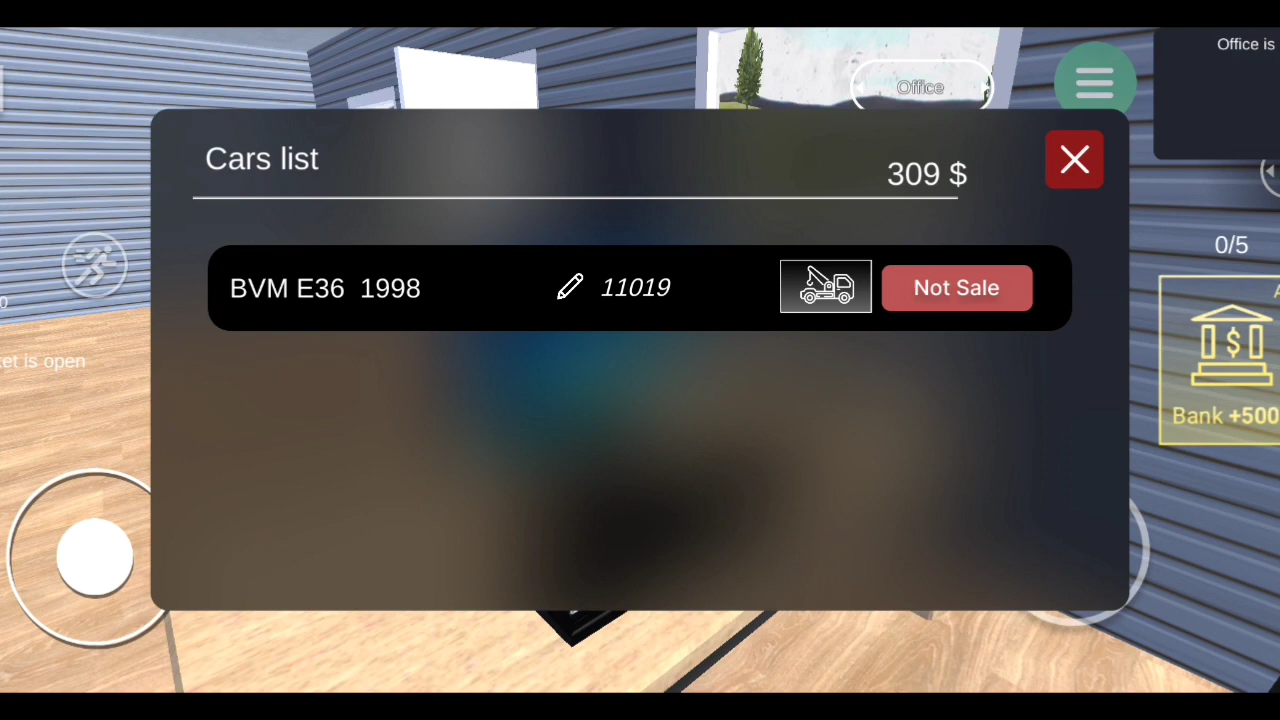 Office is
Office
Cars list
309 $
0/5
BVM E36 1998
11019
Not Sale
et is open
Bank +500